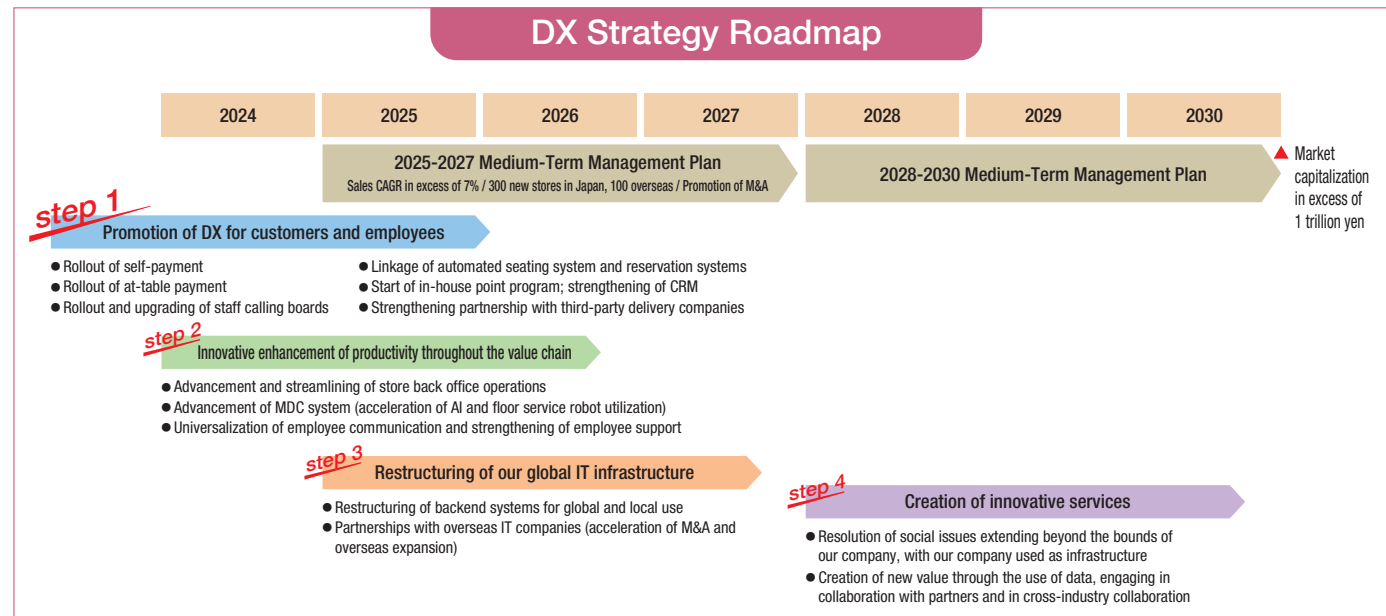 DX Strategy Roadmap
2024
2025
2026
2027
2028
2029
2030
2025-2027 Medium-Term Management Plan
Sales CAGR in excess of 7% / 300 new stores in Japan, 100 overseas / Promotion of M&A
2028-2030 Medium-Term Management Plan
▲ Market
capitalization
in excess of
1 trillion yen
step 1
Promotion of DX for customers and employees
● Rollout of self-payment
● Rollout of at-table payment
● Rollout and upgrading of staff calling boards
● Linkage of automated seating system and reservation systems
● Start of in-house point program; strengthening of CRM
● Strengthening partnership with third-party delivery companies
step 2
Innovative enhancement of productivity throughout the value chain
● Advancement and streamlining of store back office operations
● Advancement of MDC system (acceleration of AI and floor service robot utilization)
● Universalization of employee communication and strengthening of employee support
step 3
Restructuring of our global IT infrastructure
● Restructuring of backend systems for global and local use
● Partnerships with overseas IT companies (acceleration of M&A and
overseas expansion)
step 4
Creation of innovative services
● Resolution of social issues extending beyond the bounds of
our company, with our company used as infrastructure
● Creation of new value through the use of data, engaging in
collaboration with partners and in cross-industry collaboration